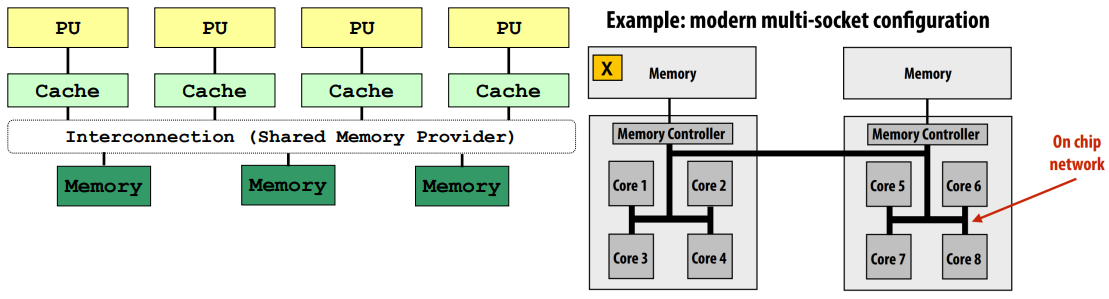 PU
PU
PU
PU
Cache
Cache
Cache
Cache
Interconnection (Shared Memory Provider)
Memory
Memory
Memory
Example: modern multi-socket configuration
X
Memory
Memory
Memory Controller
Memory Controller
On chip
network
Core 1
Core 2
Core 5
Core 6
Core 3
Core 4
Core 7
Core 8